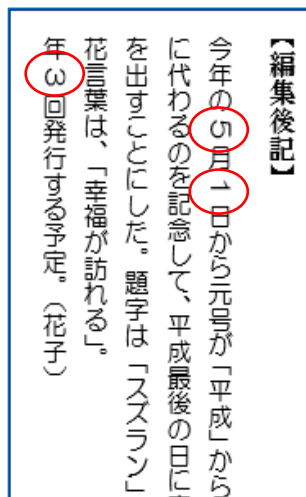 【編集後記】
今年の5月1日から元号が「平成」から
に代わるのを記念して、平成最後の日に
を出すことにした。題字は「スズラン」
花言葉は、「幸福が訪れる」。
年3回発行する予定。（花子）